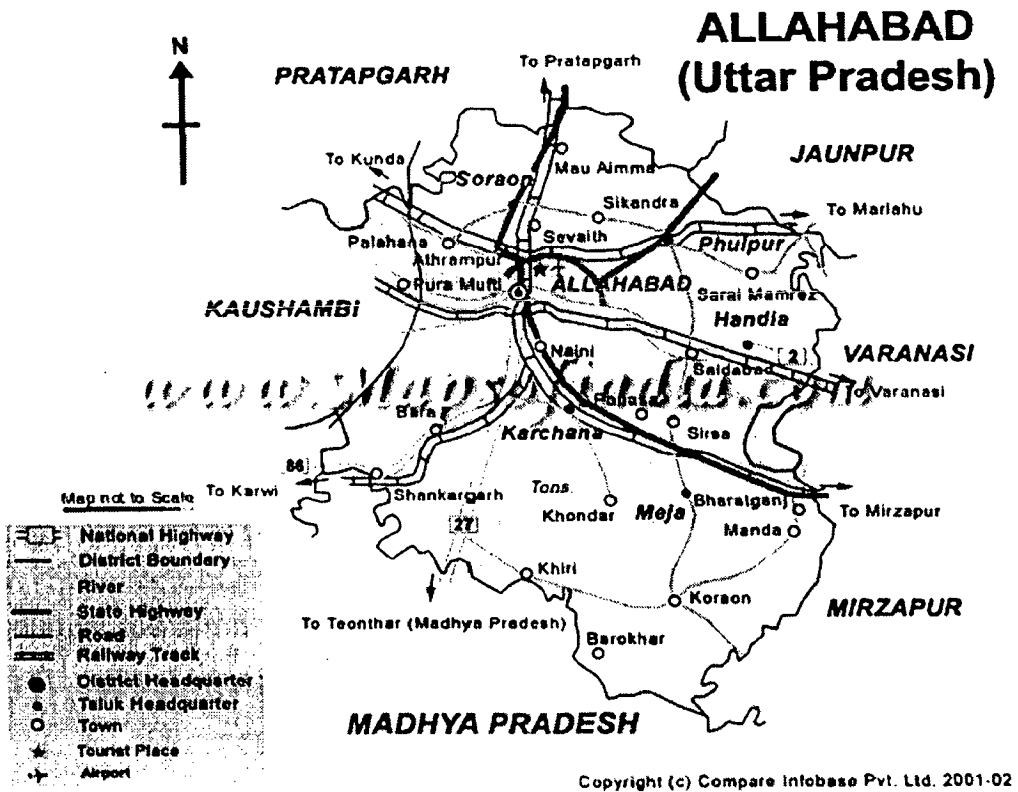 ALLAHABAD
(Uttar Pradesh)
N
To Pratapgarh
PRATAPGARH
JAUNPUR
To Kunda
Mau Aimma
Soraon
Sikandra
To Mariahu
Sevaith
Palahana
Phulpur
Athrampur
Pura Mufti
ALLAHABAD
Sarai Mamrez
KAUSHAMBI
Handia
Naini
2
VARANASI
Saidabad
To Varanasi
Bara
Sirsa
Karchana
86
To Karwi
Shankargarh
Tons
Khondar
Meja
Bharatganj
To Mirzapur
Manda
27
Khiri
Koraon
MIRZAPUR
To Teonthar (Madhya Pradesh)
Barokhar
MADHYA PRADESH
Map not to Scale
National Highway
District Boundary
River
State Highway
Road
Railway Track
District Headquarter
Taluk Headquarter
Town
Tourist Place
Airport
Copyright (c) Compare Infobase Pvt. Ltd. 2001-02